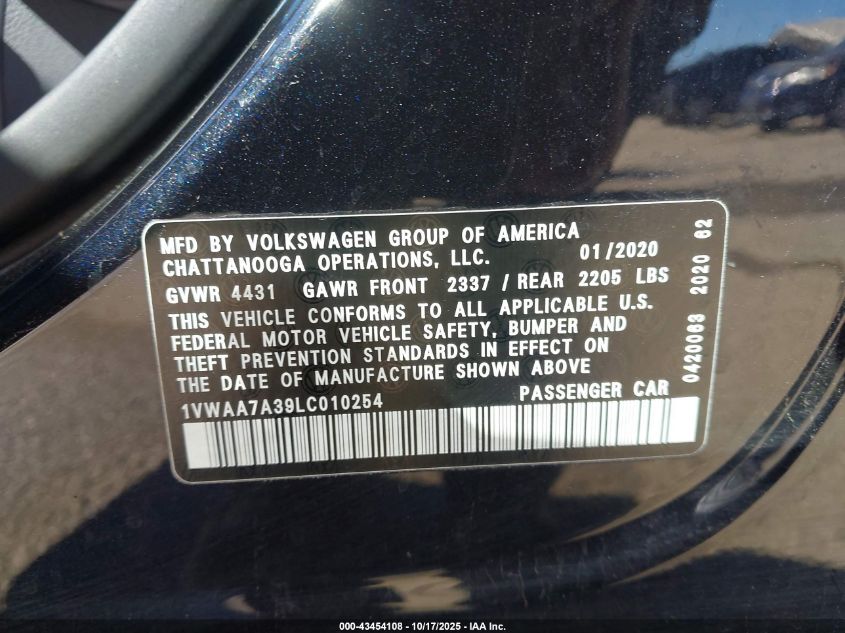 MFD BY VOLKSWAGEN GROUP OF AMERICA
CHATTANOOGA OPERATIONS, LLC. 01/2020
GVWR 4431 GAWR FRONT 2337 / REAR 2205 LBS
THIS VEHICLE CONFORMS TO ALL APPLICABLE U.S.
FEDERAL MOTOR VEHICLE SAFETY, BUMPER AND
THEFT PREVENTION STANDARDS IN EFFECT ON
THE DATE OF MANUFACTURE SHOWN ABOVE
1VWAA7A39LC010254 PASSENGER CAR
0420063 2020 62
000-43454108 - 10/17/2025 - IAA Inc.